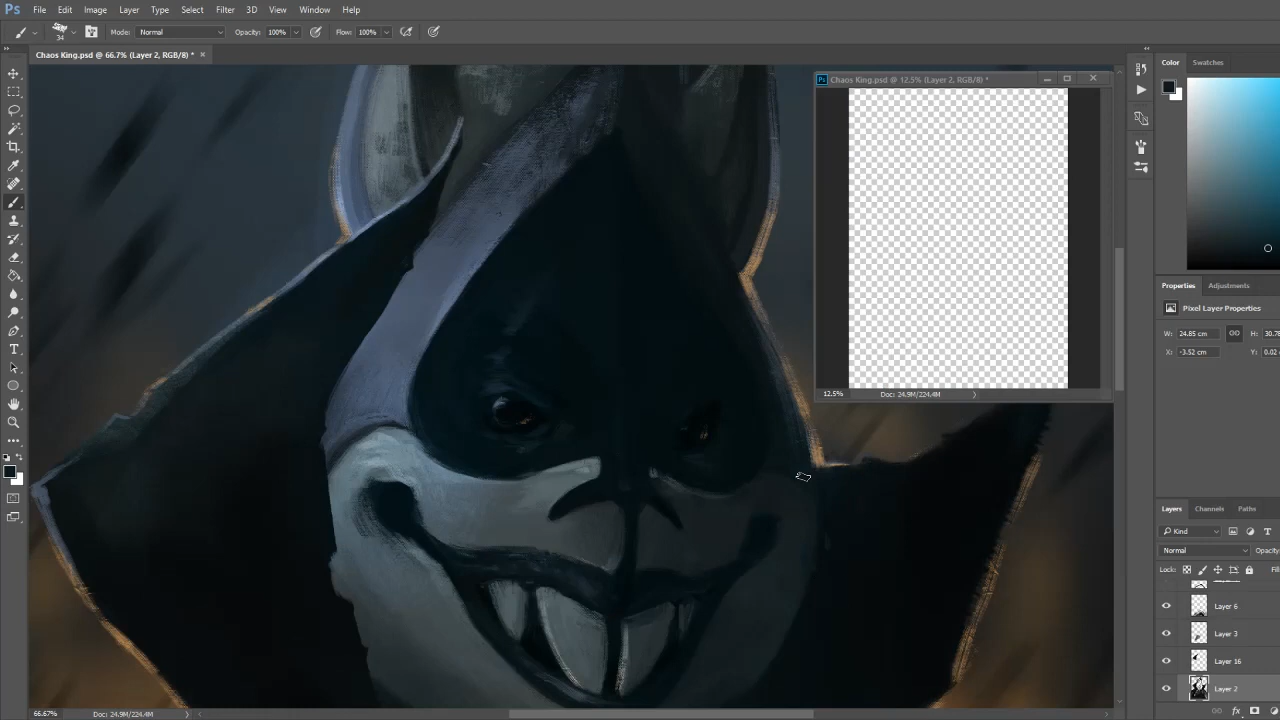 Ps File Edit Image Layer Type Select Filter 3D View Window Help
34 Mode: Normal Opacity: 100% Flow: 100%
Chaos King.psd @ 66.7% (Layer 2, RGB/8) * ×
Ps Chaos King.psd @ 12.5% (Layer 2, RGB/8) *
12.5% Doc: 24.9M/224.4M
Color Swatches
Properties Adjustments
Pixel Layer Properties
W: 24.85 cm H: 30.
X: -3.52 cm Y: 0.02
Layers Channels Paths
Kind
Normal Opacity:
Lock: Fill
Layer 6
Layer 3
Layer 16
Layer 2
fx
66.67% Doc: 24.9M/224.4M